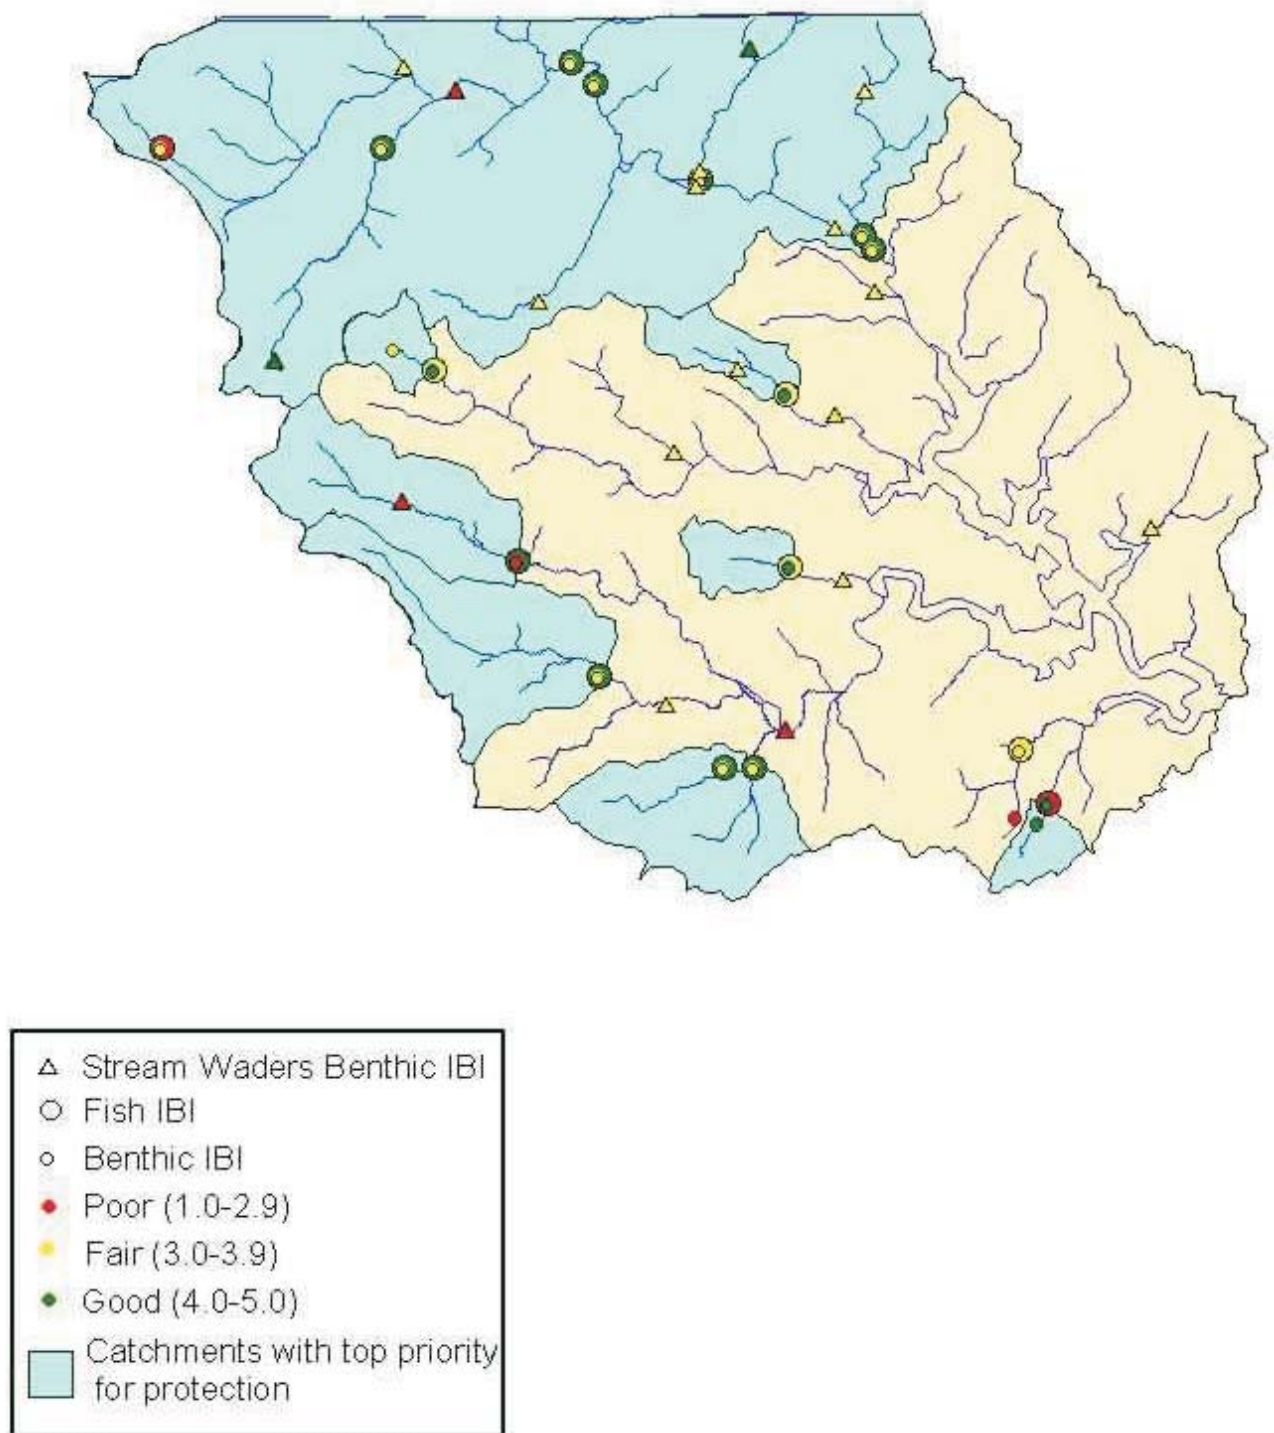 Stream Waders Benthic IBI
Fish IBI
Benthic IBI
Poor (1.0-2.9)
Fair (3.0-3.9)
Good (4.0-5.0)
Catchments with top priority
for protection